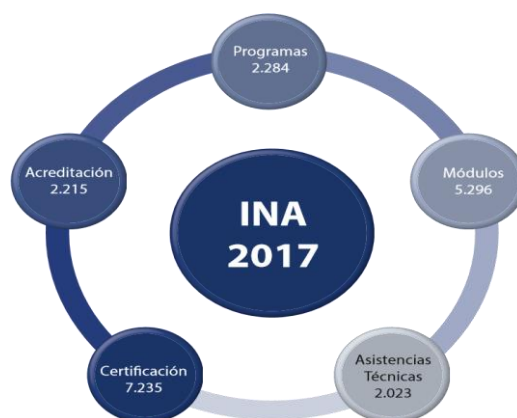 Programas
2.284
Acreditación
2.215
Módulos
5.296
INA
2017
Certificación
7.235
Asistencias
Técnicas
2.023